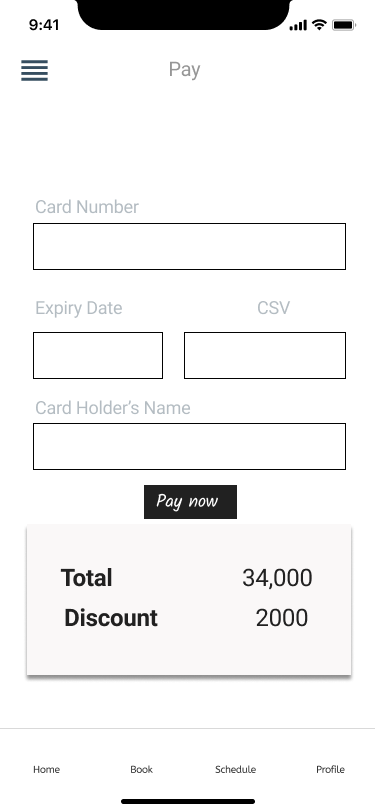 9:41
Pay
Card Number
Expiry Date CSV
Card Holder's Name
Pay now
Total 34,000
Discount 2000
Home Book Schedule Profile